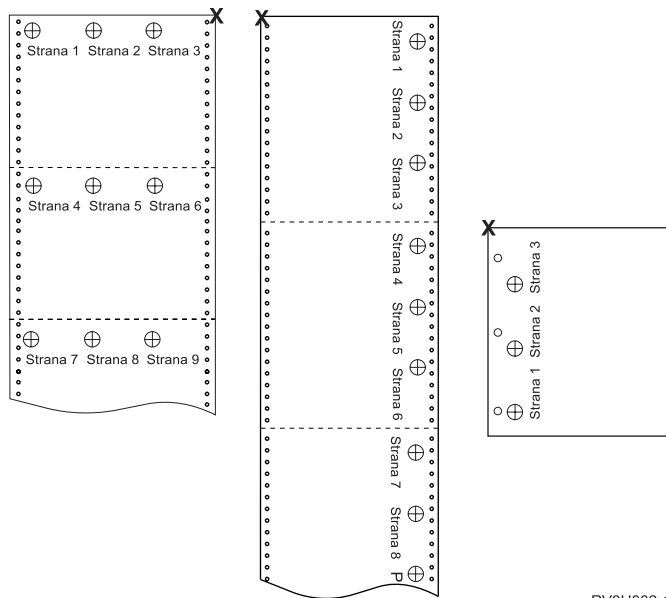 X
Strana 1 Strana 2 Strana 3
Strana 4 Strana 5 Strana 6
Strana 7 Strana 8 Strana 9
X
Strana 1
Strana 2
Strana 3
Strana 4
Strana 5
Strana 6
Strana 7
Strana 8
P
X
Strana 3
Strana 2
Strana 1